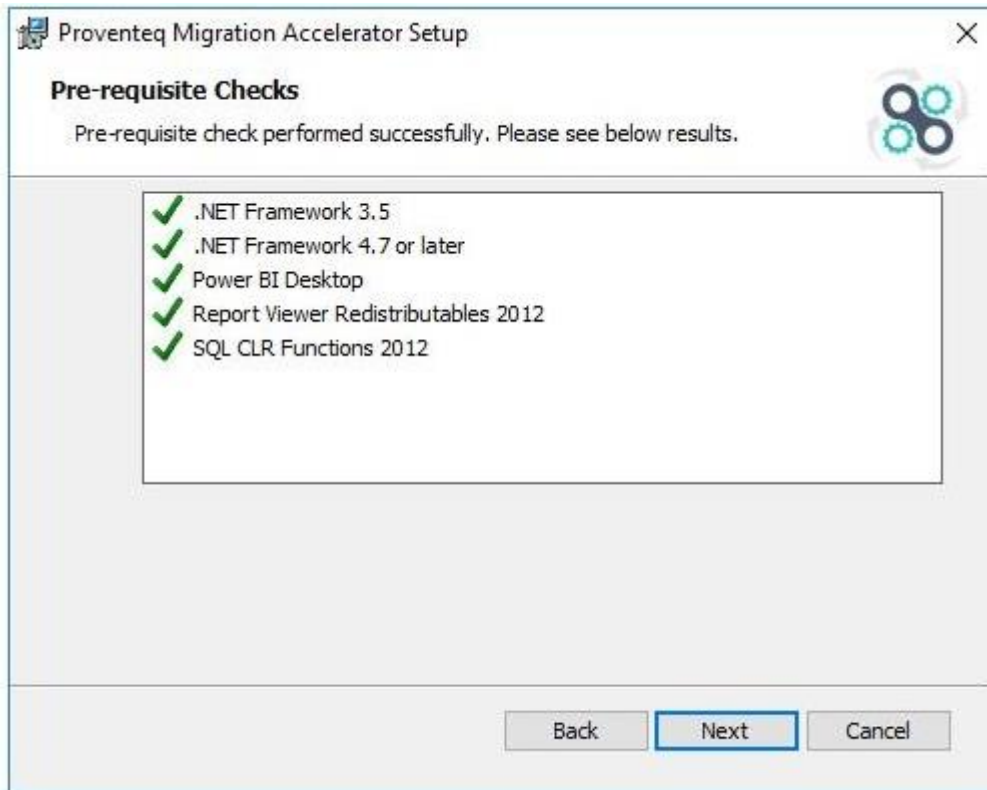 Proventeq Migration Accelerator Setup
Pre-requisite Checks
Pre-requisite check performed successfully. Please see below results.
.NET Framework 3.5
.NET Framework 4.7 or later
Power BI Desktop
Report Viewer Redistributables 2012
SQL CLR Functions 2012
Back
Next
Cancel